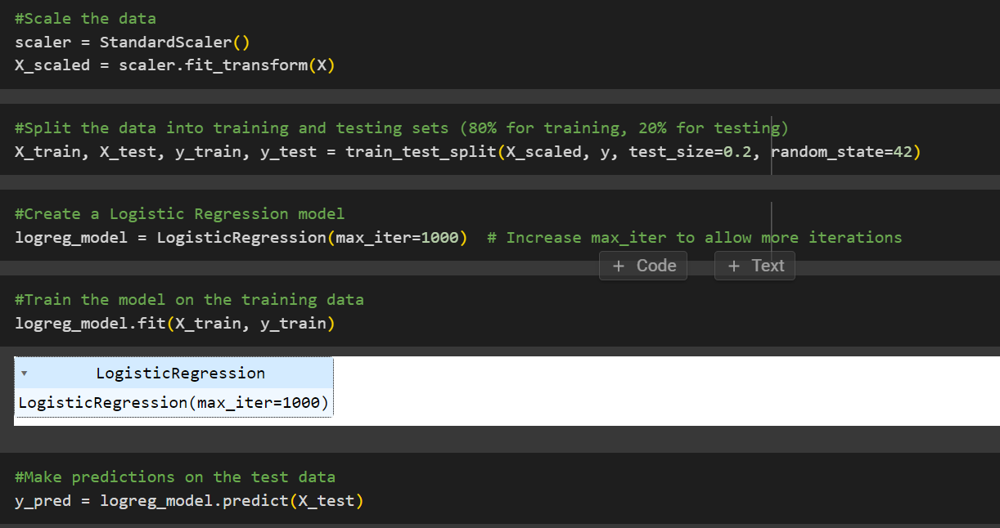 #Scale the data
scaler = StandardScaler()
X_scaled = scaler.fit_transform(X)
#Split the data into training and testing sets (80% for training, 20% for testing)
X_train, X_test, y_train, y_test = train_test_split(X_scaled, y, test_size=0.2, random_state=42)
#Create a Logistic Regression model
logreg_model = LogisticRegression(max_iter=1000)  # Increase max_iter to allow more iterations
+ Code + Text
#Train the model on the training data
logreg_model.fit(X_train, y_train)
▾ LogisticRegression
LogisticRegression(max_iter=1000)
#Make predictions on the test data
y_pred = logreg_model.predict(X_test)